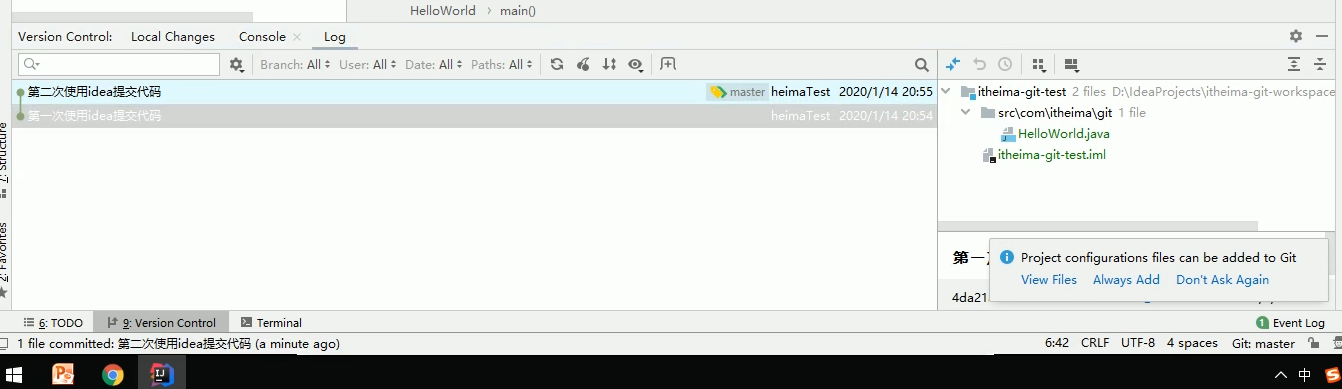 HelloWorld › main()
Version Control: Local Changes Console × Log
Branch: All User: All Date: All Paths: All
第二次使用idea提交代码 master heimaTest 2020/1/14 20:55
第一次使用idea提交代码 heimaTest 2020/1/14 20:54
itheima-git-test 2 files D:\IdeaProjects\itheima-git-workspace
src\com\itheima\git 1 file
HelloWorld.java
itheima-git-test.iml
Z: Structure
2: Favorites
第一
Project configurations files can be added to Git
View Files Always Add Don't Ask Again
4da21
6: TODO 9: Version Control Terminal 1 Event Log
1 file committed: 第二次使用idea提交代码 (a minute ago) 6:42 CRLF UTF-8 4 spaces Git: master
中